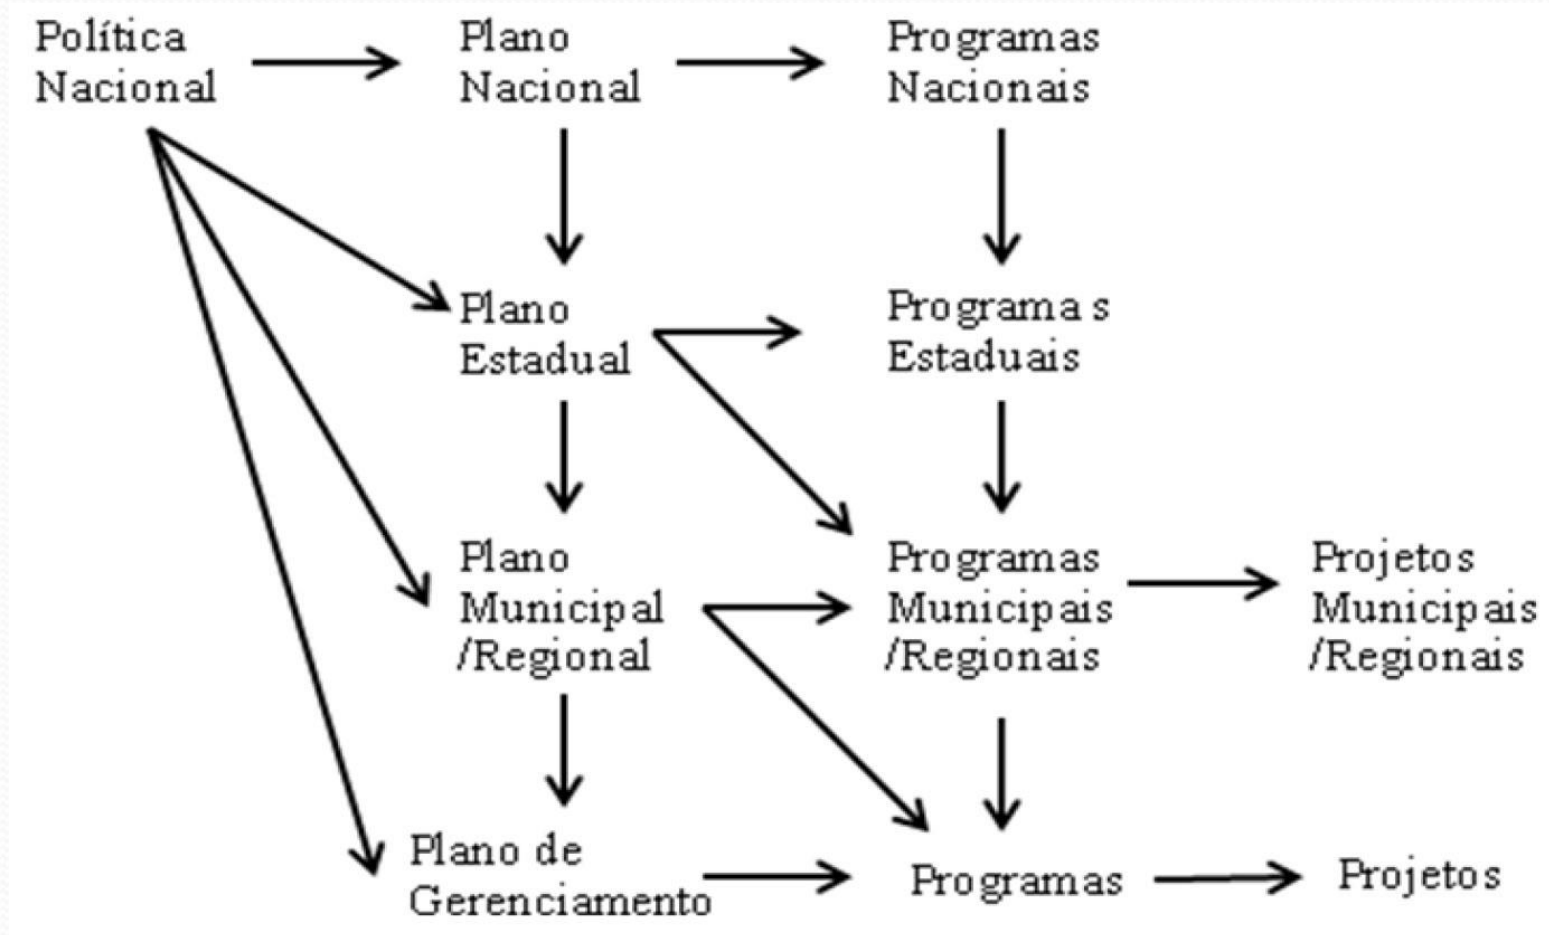 Política
Nacional
Plano
Nacional
Programas
Nacionais
Plano
Estadual
Programa s
Estaduais
Plano
Municipal
/Regional
Programas
Municipais
/Regionais
Projetos
Municipais
/Regionais
Plano de
Gerenciamento
Programas
Projetos